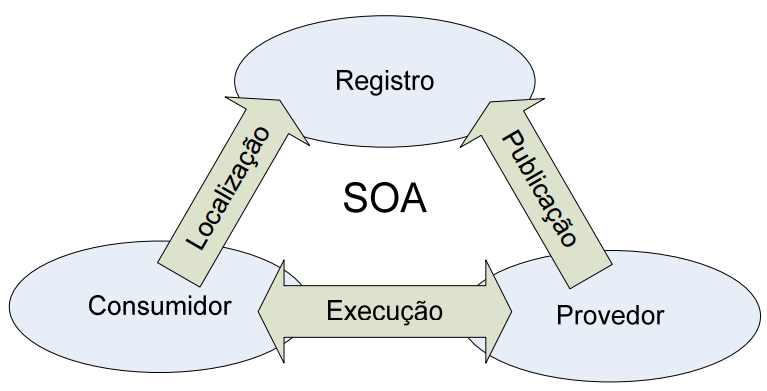 Registro
Localização
Publicação
SOA
Consumidor
Execução
Provedor